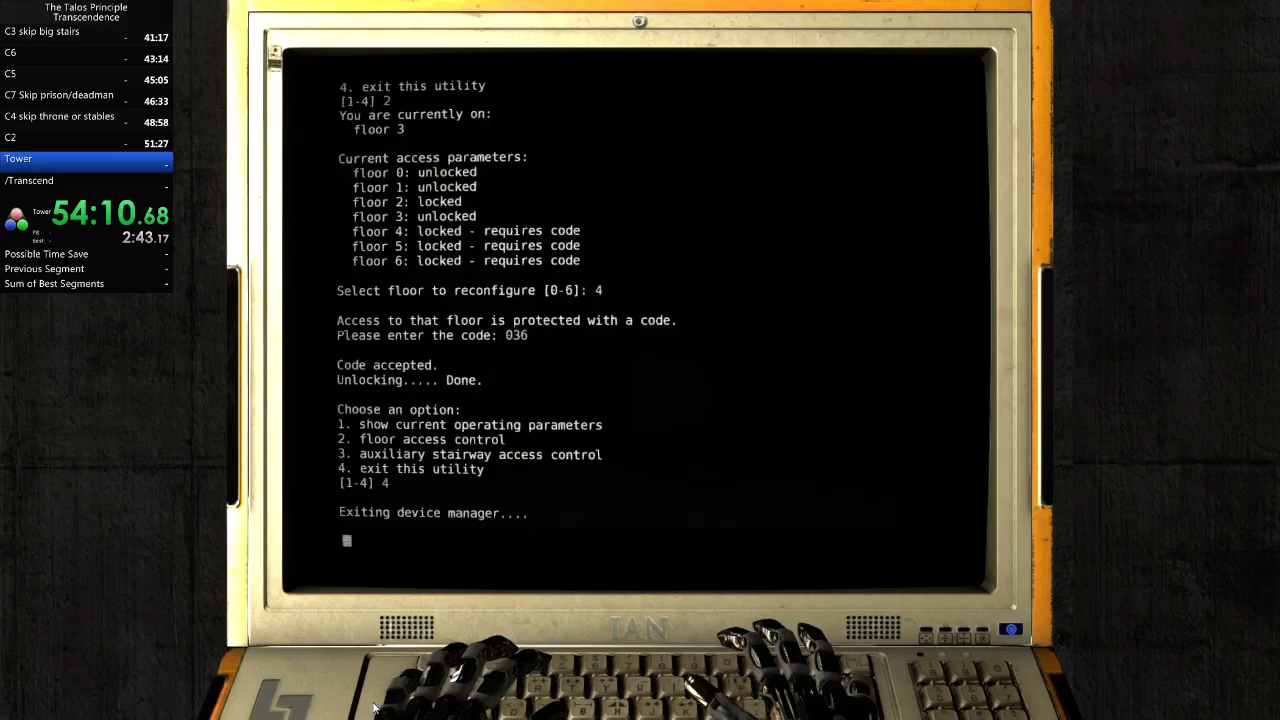 The Talos Principle
Transcendence
C3 skip big stairs - 41:17
C6 - 43:14
C5 - 45:05
C7 Skip prison/deadman - 46:33
C4 skip throne or stables - 48:58
C2 - 51:27
Tower -
/Transcend -
Tower 54:10.68
PB: -
Best: - 2:43.17
Possible Time Save -
Previous Segment -
Sum of Best Segments -
4. exit this utility
[1-4] 2
You are currently on:
floor 3
Current access parameters:
floor 0: unlocked
floor 1: unlocked
floor 2: locked
floor 3: unlocked
floor 4: locked - requires code
floor 5: locked - requires code
floor 6: locked - requires code
Select floor to reconfigure [0-6]: 4
Access to that floor is protected with a code.
Please enter the code: 036
Code accepted.
Unlocking..... Done.
Choose an option:
1. show current operating parameters
2. floor access control
3. auxiliary stairway access control
4. exit this utility
[1-4] 4
Exiting device manager....
IAN